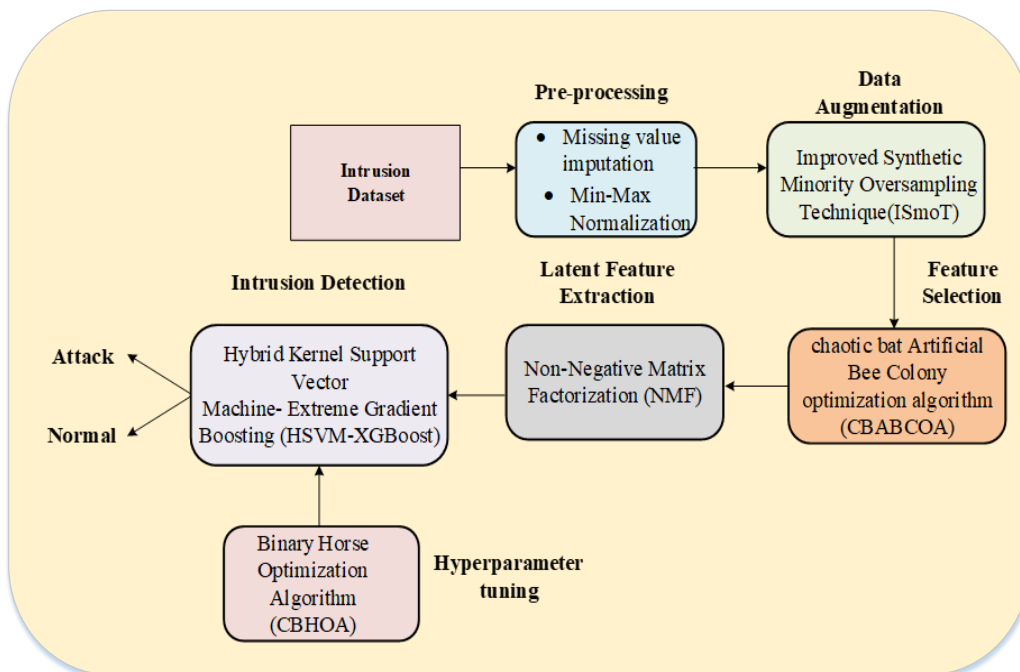 Pre-processing
Data
Augmentation
Intrusion
Dataset
• Missing value
imputation
• Min-Max
Normalization
Improved Synthetic
Minority Oversampling
Technique(ISmoT)
Intrusion Detection
Latent Feature
Extraction
Feature
Selection
Attack
Normal
Hybrid Kernel Support
Vector
Machine- Extreme Gradient
Boosting (HSVM-XGBoost)
Non-Negative Matrix
Factorization (NMF)
chaotic bat Artificial
Bee Colony
optimization algorithm
(CBABCOA)
Binary Horse
Optimization
Algorithm
(CBHOA)
Hyperparameter
tuning